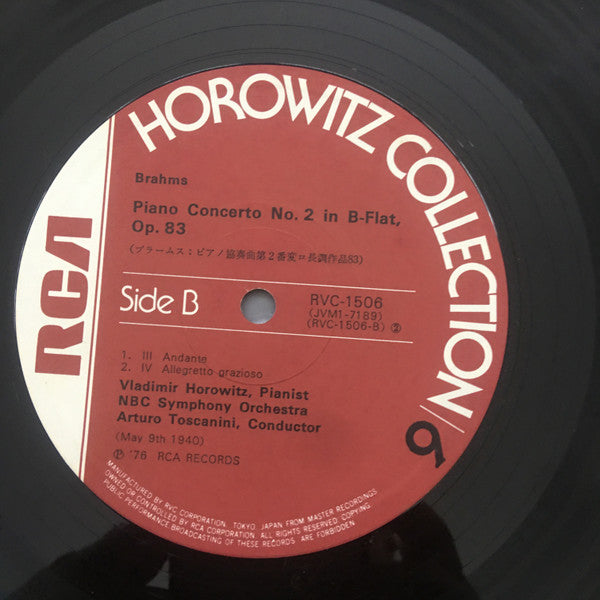 HOROWITZ COLLECTION/6
RCA
Brahms
Piano Concerto No. 2 in B-Flat,
Op. 83
(ブラームス:ピアノ協奏曲第2番変ロ長調作品83)
Side B
RVC-1506
(JVM1-7189)
(RVC-1506-B) ②
1. III Andante
2. IV Allegretto grazioso
Vladimir Horowitz, Pianist
NBC Symphony Orchestra
Arturo Toscanini, Conductor
(May 9th 1940)
Ⓟ '76 RCA RECORDS
MANUFACTURED BY RVC CORPORATION, TOKYO, JAPAN FROM MASTER RECORDINGS
OWNED OR CONTROLLED BY RCA CORPORATION. ALL RIGHTS RESERVED. COPYING
PUBLIC PERFORMANCE BROADCASTING OF THESE RECORDS ARE FORBIDDEN